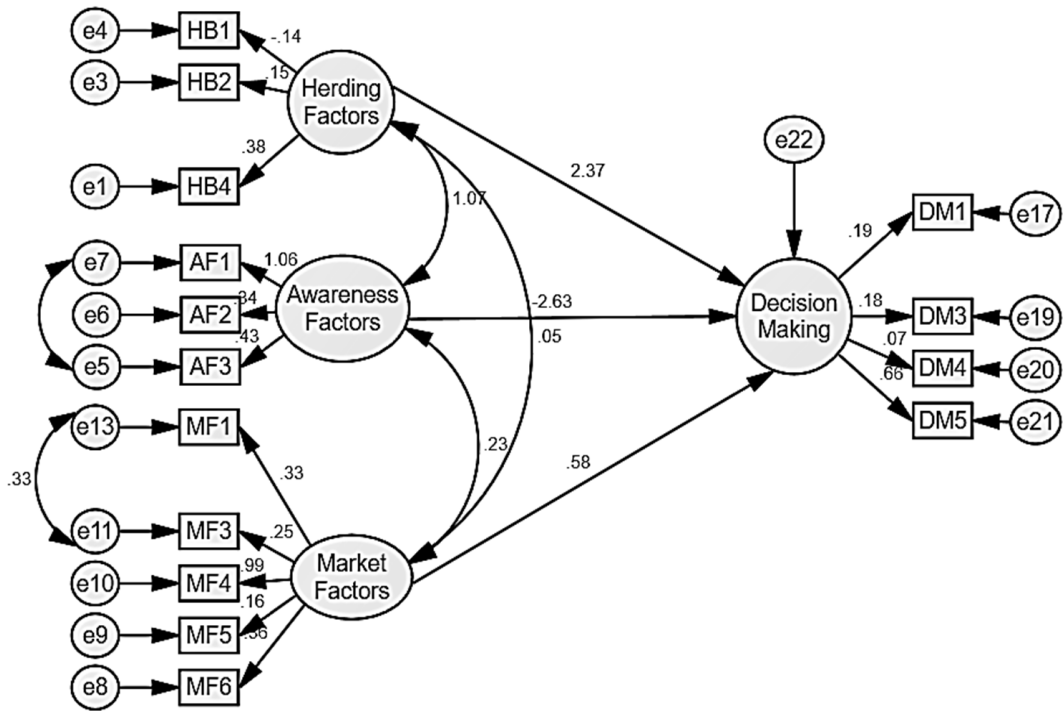 e4 HB1 -.14
e3 HB2 .15
Herding
Factors
e1 HB4 .38
2.37
1.07
e22
DM1 e17
.19
e7 AF1 1.06
e6 AF2 .34
e5 AF3 .43
Awareness
Factors
-2.63
.05
Decision
Making
.18 DM3 e19
.07 DM4 e20
.66 DM5 e21
e13 MF1 .33
.33
.23
.58
e11 MF3 .25
e10 MF4 .99
e9 MF5 .16
e8 MF6 .36
Market
Factors